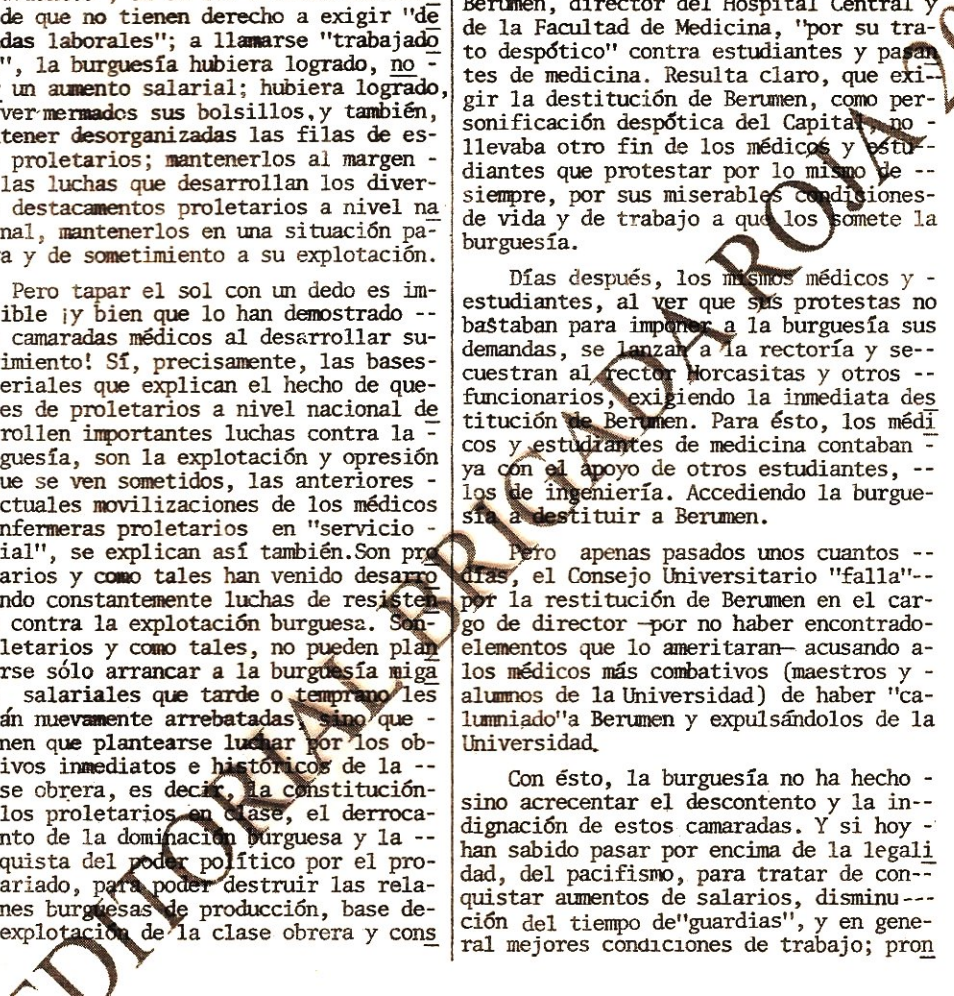 de que no tienen derecho a exigir "de
das laborales"; a llamarse "trabajado
", la burguesía hubiera logrado, no -
un aumento salarial; hubiera logrado,
ver mermados sus bolsillos, y también,
tener desorganizadas las filas de es-
proletarios; mantenerlos al margen -
las luchas que desarrollan los diver-
destacamentos proletarios a nivel na
nal, mantenerlos en una situación pa-
a y de sometimiento a su explotación.
Pero tapar el sol con un dedo es im-
ible ¡y bien que lo han demostrado --
camaradas médicos al desarrollar su-
imiento! Sí, precisamente, las bases-
eriales que explican el hecho de que-
es de proletarios a nivel nacional de
rollen importantes luchas contra la -
guesía, son la explotación y opresión
ue se ven sometidos, las anteriores -
ctuales movilizaciones de los médicos
nfermeras proletarios en "servicio -
ial", se explican así también.Son pro
arios y como tales han venido desarro
ndo constantemente luchas de resisten
contra la explotación burguesa. Son-
letarios y como tales, no pueden plan
rse sólo arrancar a la burguesía miga
salariales que tarde o temprano les
án nuevamente arrebatadas, sino que -
nen que plantearse luchar por los ob-
ivos inmediatos e históricos de la --
se obrera, es decir, la constitución-
los proletarios en clase, el derroca-
nto de la dominación burguesa y la --
quista del poder político por el pro-
ariado, para poder destruir las rela-
nes burguesas de producción, base de-
explotación de la clase obrera y cons
Berumen, director del Hospital Central y
de la Facultad de Medicina, "por su tra-
to despótico" contra estudiantes y pasan
tes de medicina. Resulta claro, que exi--
gir la destitución de Berumen, como per-
sonificación despótica del Capital, no -
llevaba otro fin de los médicos y estu--
diantes que protestar por lo mismo de --
siempre, por sus miserables condiciones-
de vida y de trabajo a que los somete la
burguesía.
Días después, los mismos médicos y -
estudiantes, al ver que sus protestas no
bastaban para imponer a la burguesía sus
demandas, se lanzan a la rectoría y se--
cuestran al rector Horcasitas y otros --
funcionarios, exigiendo la inmediata des
titución de Berumen. Para ésto, los médi
cos y estudiantes de medicina contaban -
ya con el apoyo de otros estudiantes, --
los de ingeniería. Accediendo la burgue-
sía a destituir a Berumen.
Pero apenas pasados unos cuantos --
días, el Consejo Universitario "falla"--
por la restitución de Berumen en el car-
go de director —por no haber encontrado-
elementos que lo ameritaran— acusando a-
los médicos más combativos (maestros y -
alumnos de la Universidad) de haber "ca-
lumniado"a Berumen y expulsándolos de la
Universidad.
Con ésto, la burguesía no ha hecho -
sino acrecentar el descontento y la in--
dignación de estos camaradas. Y si hoy -
han sabido pasar por encima de la legali
dad, del pacifismo, para tratar de con--
quistar aumentos de salarios, disminu---
ción del tiempo de"guardias", y en gene-
ral mejores condiciones de trabajo; pron
EDITORIAL BRIGADA ROJA 2